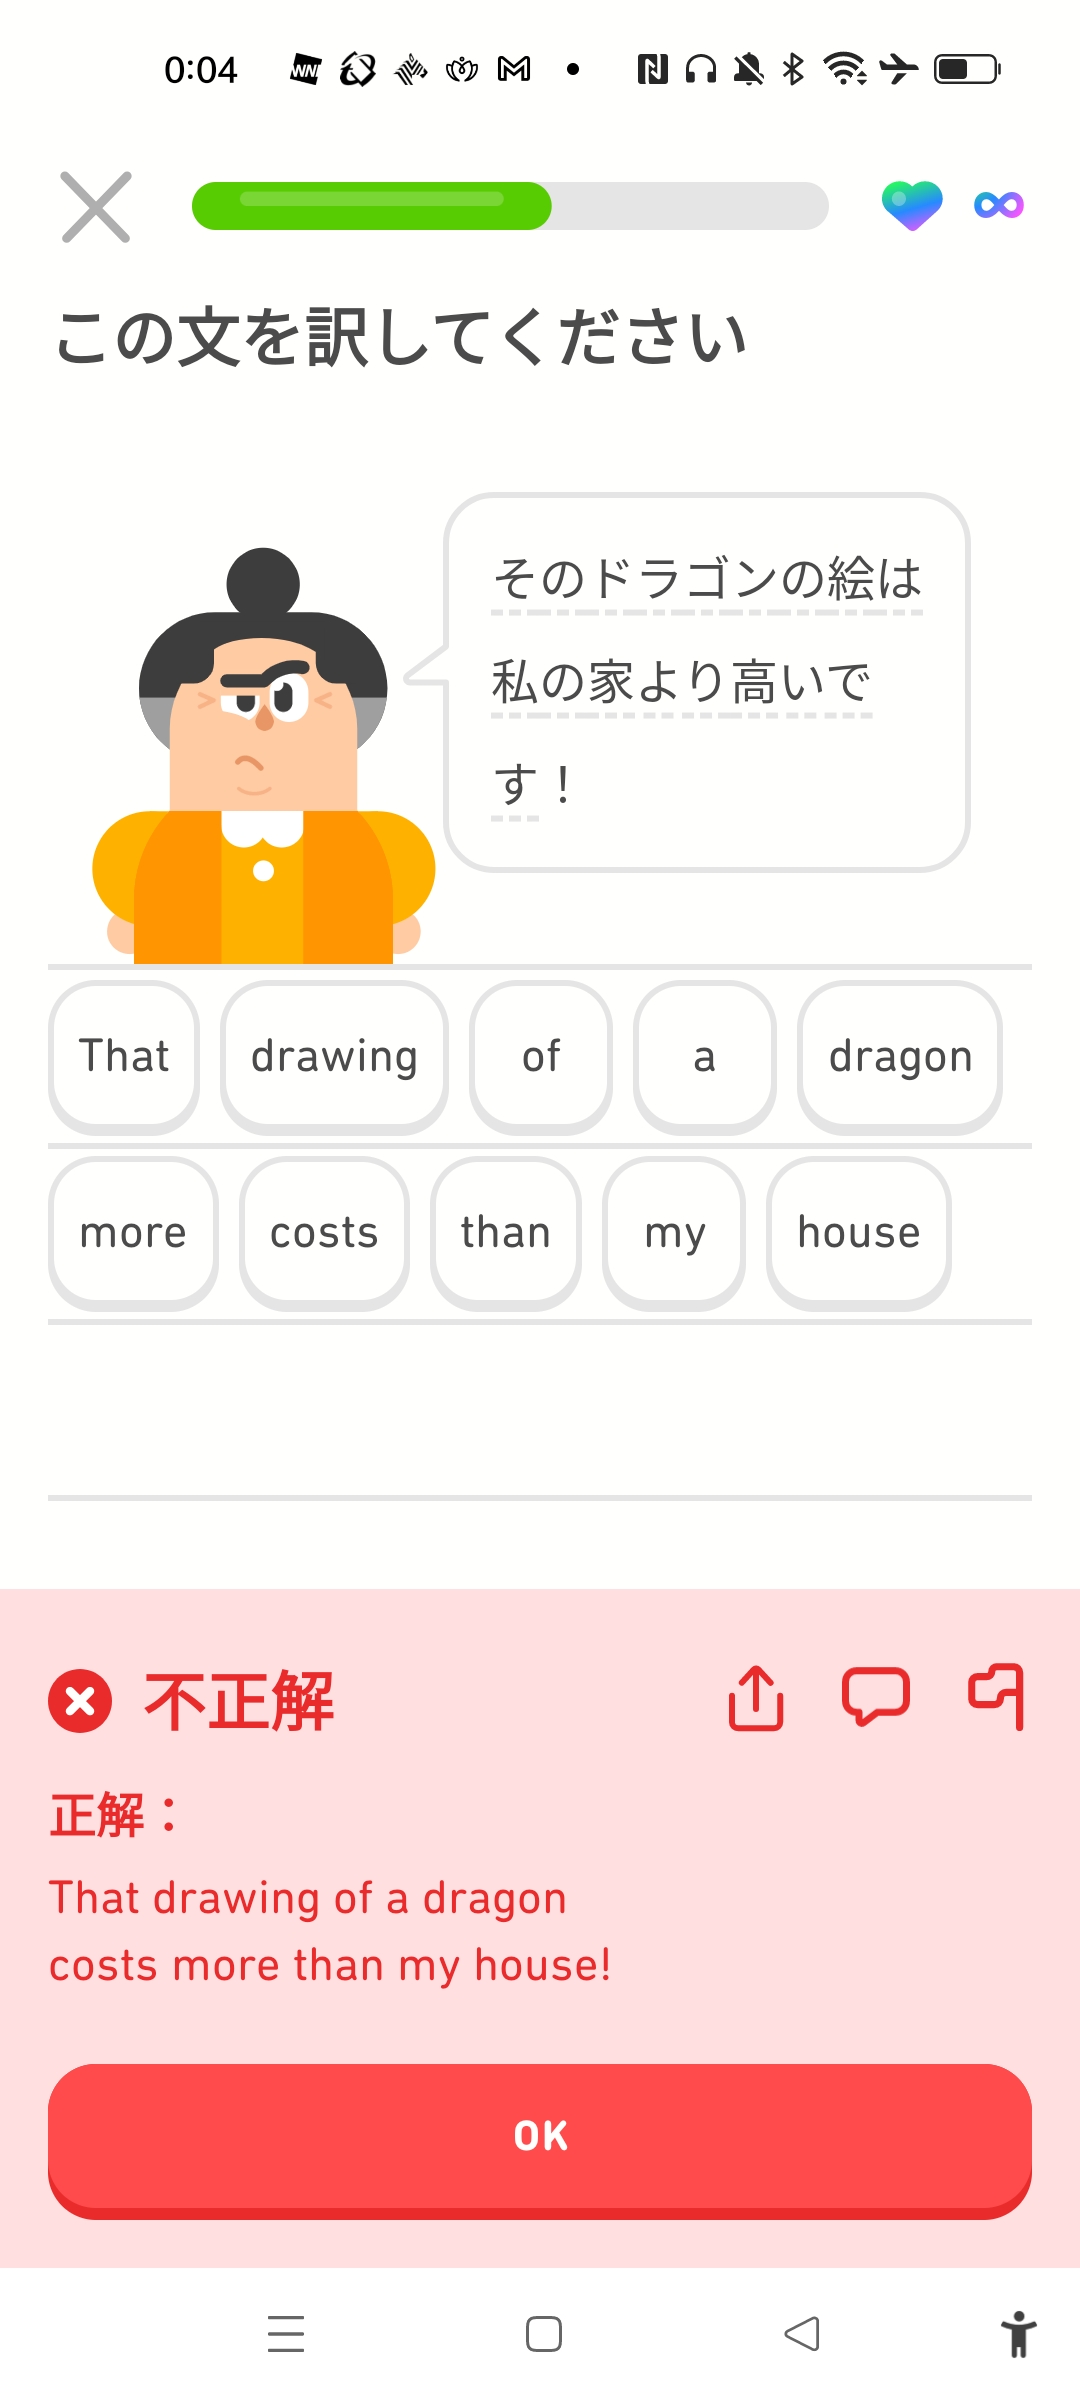 0:04
この文を訳してください
そのドラゴンの絵は
私の家より高いで
す！
That drawing of a dragon
more costs than my house
不正解
正解：
That drawing of a dragon
costs more than my house!
OK